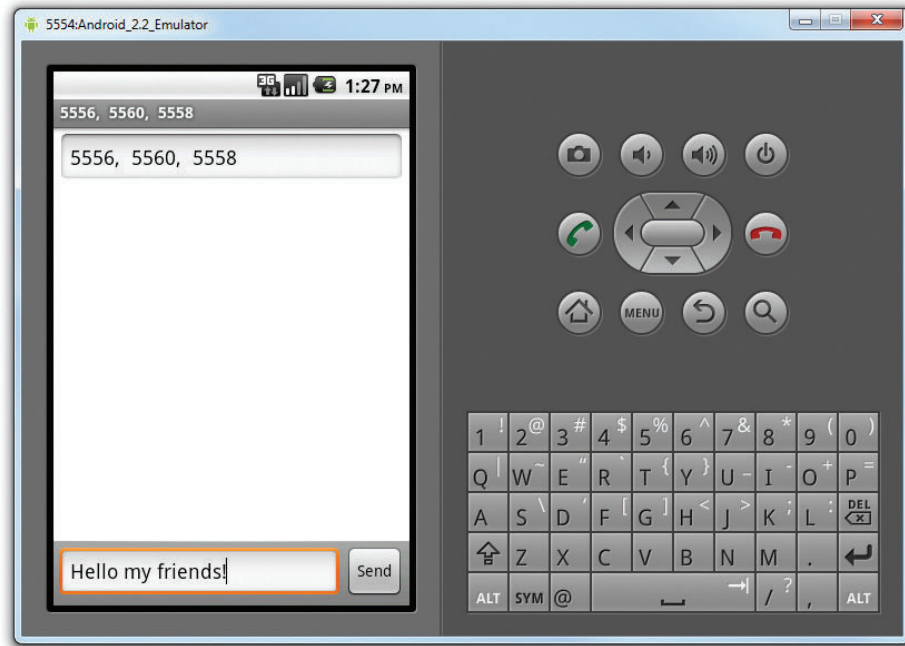 5554:Android_2.2_Emulator
3G 1:27 PM
5556, 5560, 5558
5556, 5560, 5558
Hello my friends! Send
MENU
1 ! 2 @ 3 # 4 $ 5 % 6 ^ 7 & 8 * 9 ( 0 )
Q | W ~ E “ R ` T { Y } U - I - O + P =
A S \ D ‘ F [ G ] H < J > K ; L : DEL
Z X C V B N M .
ALT SYM @ / ? , ALT